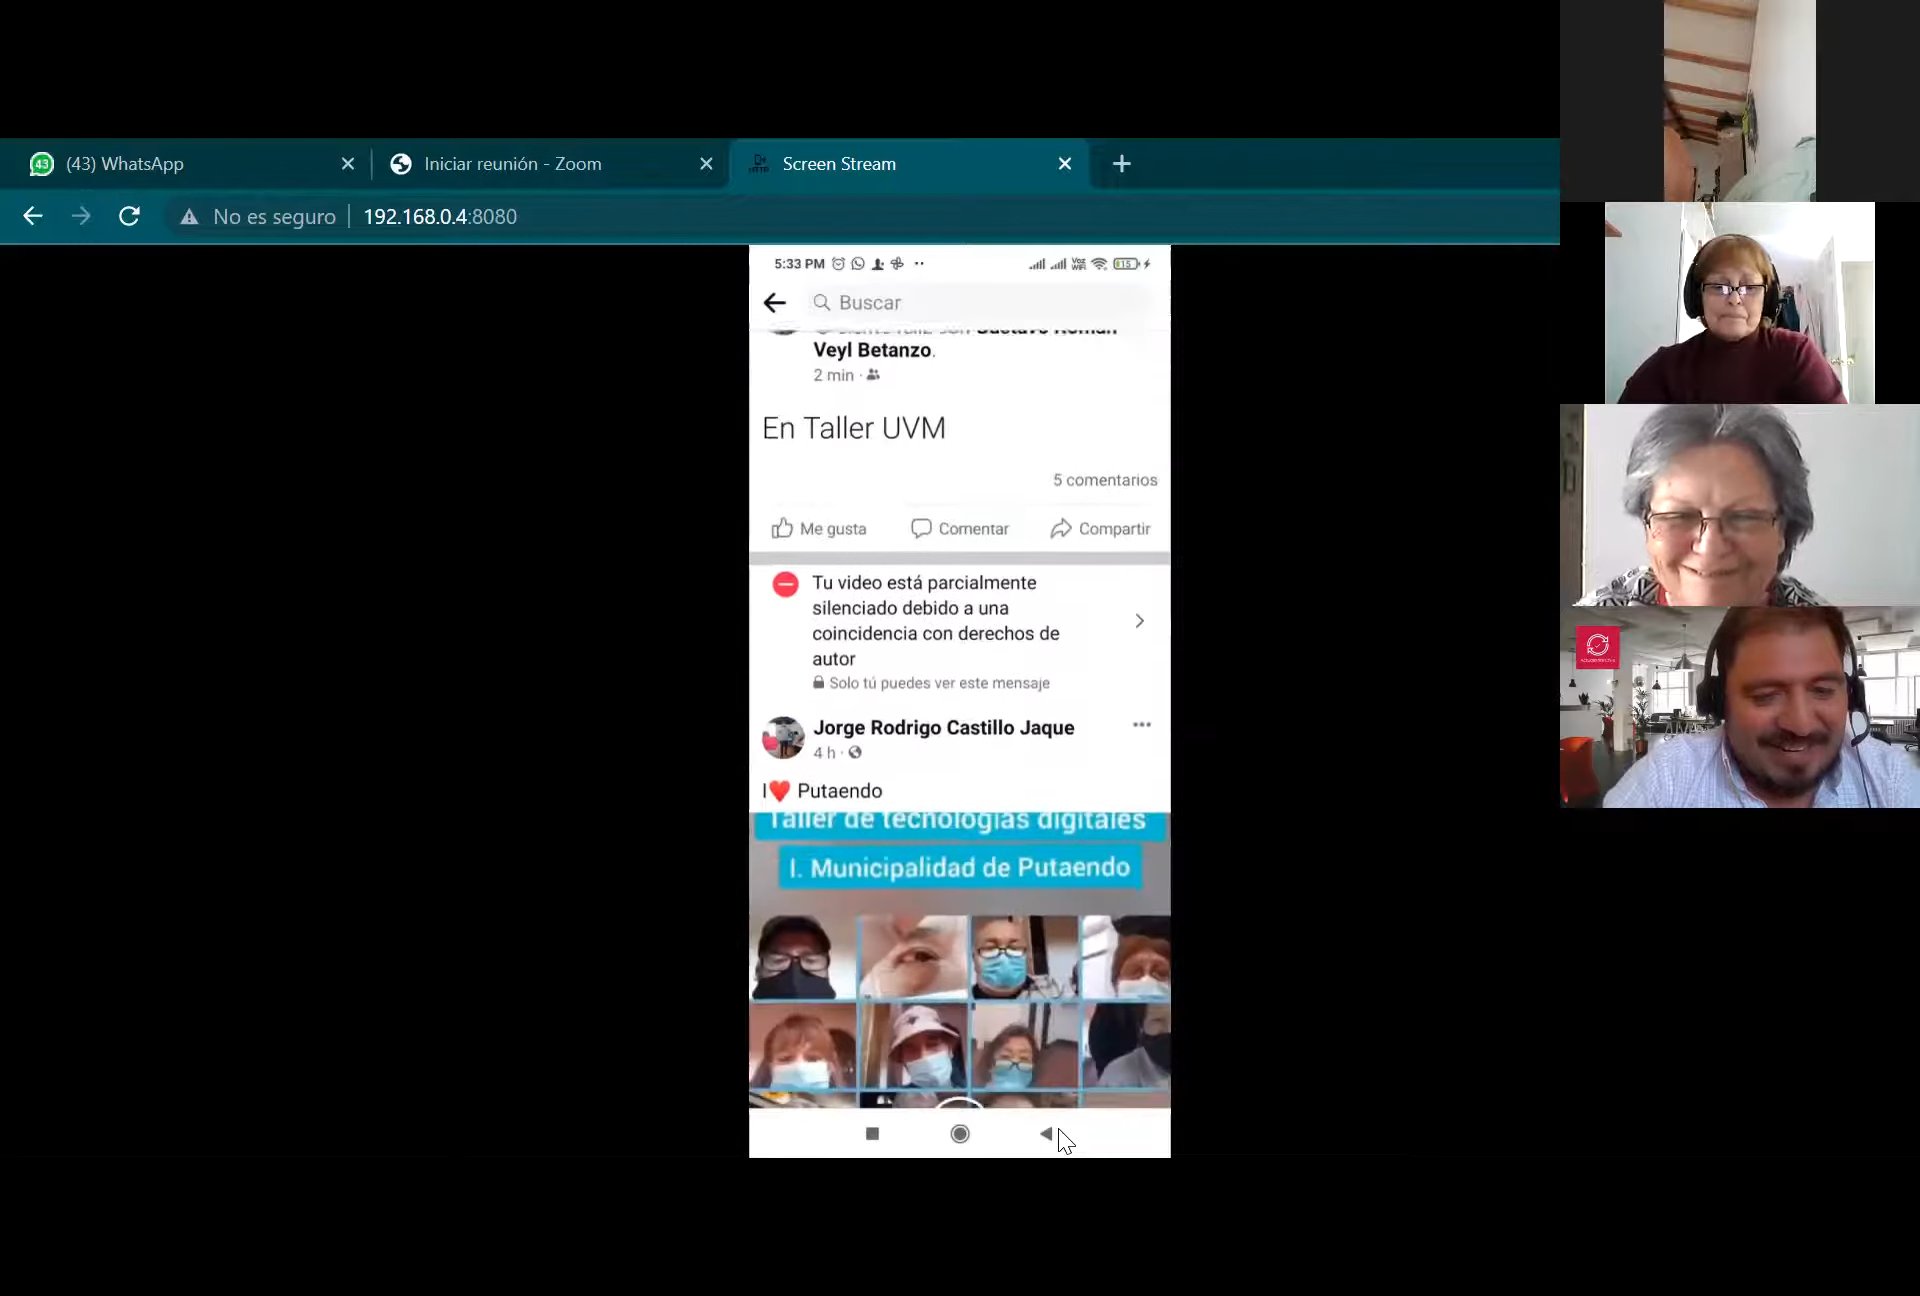 43
(43) WhatsApp
Iniciar reunión - Zoom
HTTP
Screen Stream
No es seguro
192.168.0.4:8080
5:33 PM
15
Buscar
Veyl Betanzo.
2 min ·
En Taller UVM
5 comentarios
Me gusta
Comentar
Compartir
Tu video está parcialmente
silenciado debido a una
coincidencia con derechos de
autor
Solo tú puedes ver este mensaje
Jorge Rodrigo Castillo Jaque
4 h ·
I❤ Putaendo
Taller de tecnologías digitales
I. Municipalidad de Putaendo